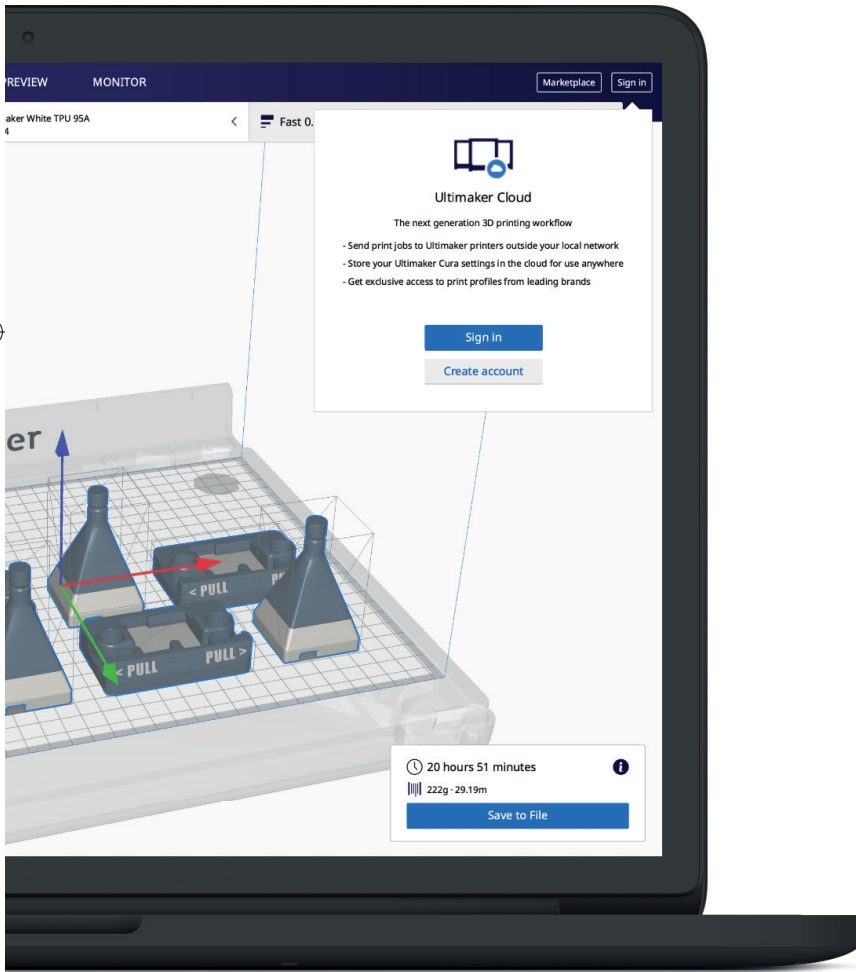 PREVIEW
MONITOR
Marketplace
Sign in
aker White TPU 95A
4
Fast 0.
Ultimaker Cloud
The next generation 3D printing workflow
- Send print jobs to Ultimaker printers outside your local network
- Store your Ultimaker Cura settings in the cloud for use anywhere
- Get exclusive access to print profiles from leading brands
Sign in
Create account
er
< PULL
PU
< PULL
PULL >
20 hours 51 minutes
222g · 29.19m
Save to File